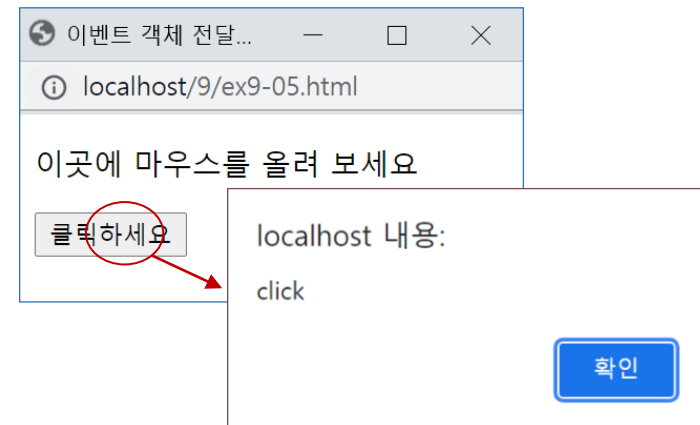 이벤트 객체 전달...
localhost/9/ex9-05.html
이곳에 마우스를 올려 보세요
클릭하세요
localhost 내용:
click
확인